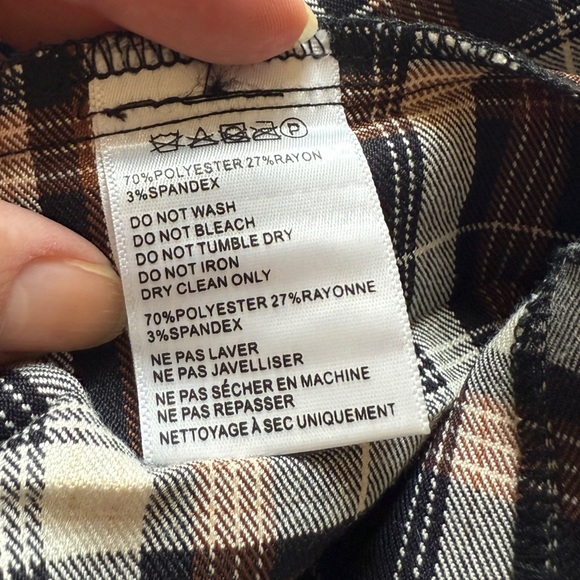 P
70%POLYESTER 27%RAYON
3%SPANDEX
DO NOT WASH
DO NOT BLEACH
DO NOT TUMBLE DRY
DO NOT IRON
DRY CLEAN ONLY
70%POLYESTER 27%RAYONNE
3%SPANDEX
NE PAS LAVER
NE PAS JAVELLISER
NE PAS SÉCHER EN MACHINE
NE PAS REPASSER
NETTOYAGE À SEC UNIQUEMENT